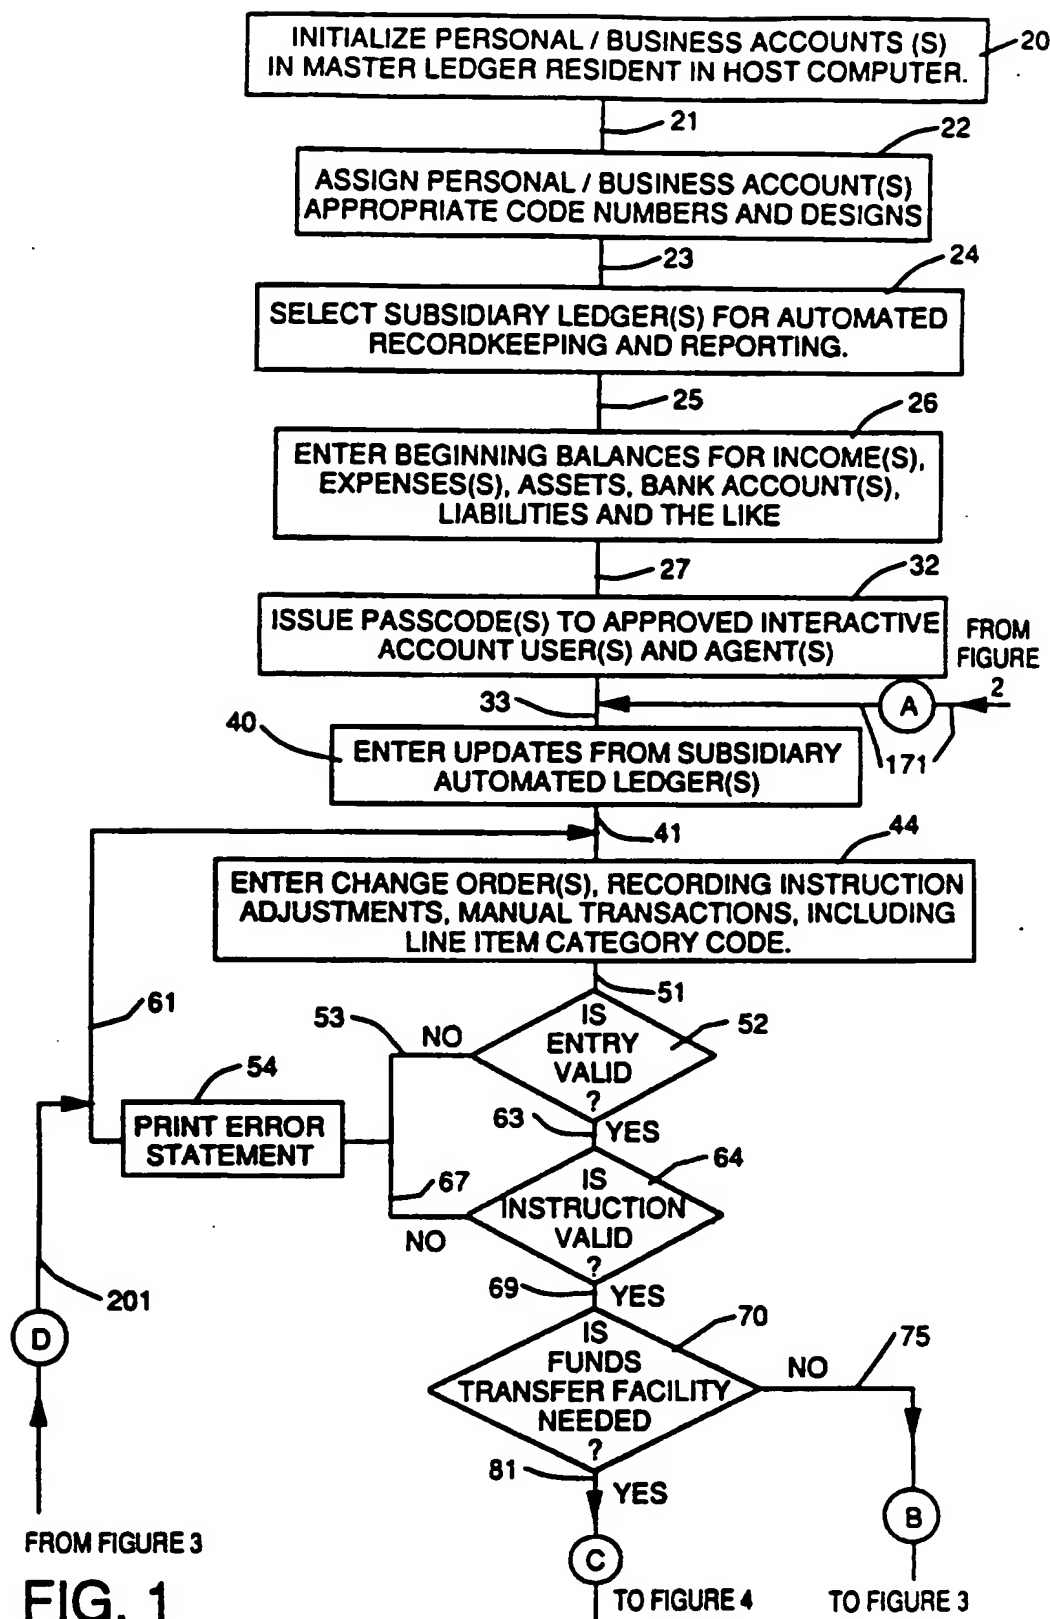 INITIALIZE PERSONAL / BUSINESS ACCOUNTS (S)
IN MASTER LEDGER RESIDENT IN HOST COMPUTER.
20
21
22
ASSIGN PERSONAL / BUSINESS ACCOUNT(S)
APPROPRIATE CODE NUMBERS AND DESIGNS
23
24
SELECT SUBSIDIARY LEDGER(S) FOR AUTOMATED
RECORDKEEPING AND REPORTING.
25
26
ENTER BEGINNING BALANCES FOR INCOME(S),
EXPENSES(S), ASSETS, BANK ACCOUNT(S),
LIABILITIES AND THE LIKE
27
32
ISSUE PASSCODE(S) TO APPROVED INTERACTIVE
ACCOUNT USER(S) AND AGENT(S)
FROM
FIGURE
2
A
171
33
40
ENTER UPDATES FROM SUBSIDIARY
AUTOMATED LEDGER(S)
41
44
ENTER CHANGE ORDER(S), RECORDING INSTRUCTION
ADJUSTMENTS, MANUAL TRANSACTIONS, INCLUDING
LINE ITEM CATEGORY CODE.
51
61
53
NO
IS
ENTRY
VALID
?
52
54
PRINT ERROR
STATEMENT
63
YES
64
67
NO
IS
INSTRUCTION
VALID
?
69
YES
201
D
70
IS
FUNDS
TRANSFER FACILITY
NEEDED
?
NO
75
81
YES
B
C
FROM FIGURE 3
TO FIGURE 4
TO FIGURE 3
FIG. 1